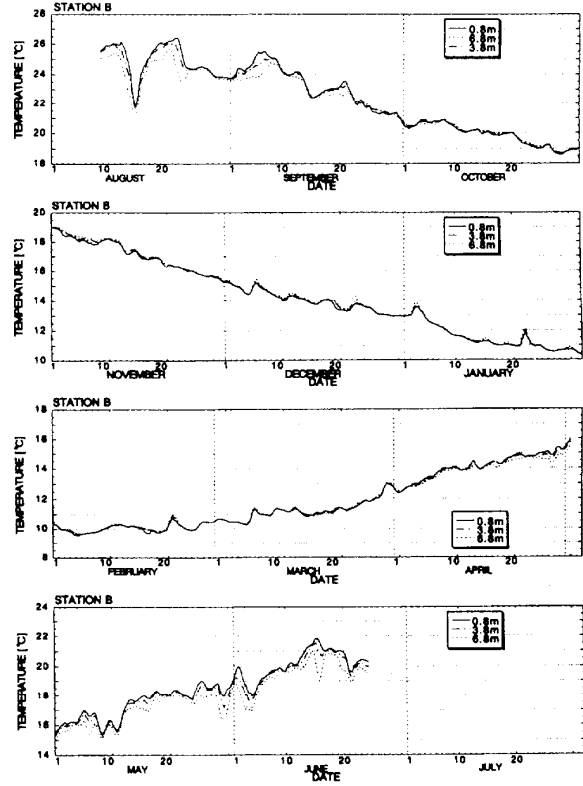 STATION B
TEMPERATURE [°C]
28
26
24
22
20
18
0.8m
6.8m
3.8m
1 10 20 1 10 20 1 10 20
AUGUST SEPTEMBER OCTOBER
DATE
STATION B
TEMPERATURE [°C]
20
18
16
14
12
10
0.8m
3.8m
6.8m
1 10 20 1 10 20 1 10 20
NOVEMBER DECEMBER JANUARY
DATE
STATION B
TEMPERATURE [°C]
18
16
14
12
10
8
0.8m
3.8m
6.8m
1 10 20 1 10 20 1 10 20
FEBRUARY MARCH APRIL
DATE
STATION B
TEMPERATURE [°C]
24
22
20
18
16
14
0.8m
3.8m
6.8m
1 10 20 1 10 20 1 10 20
MAY JUNE JULY
DATE